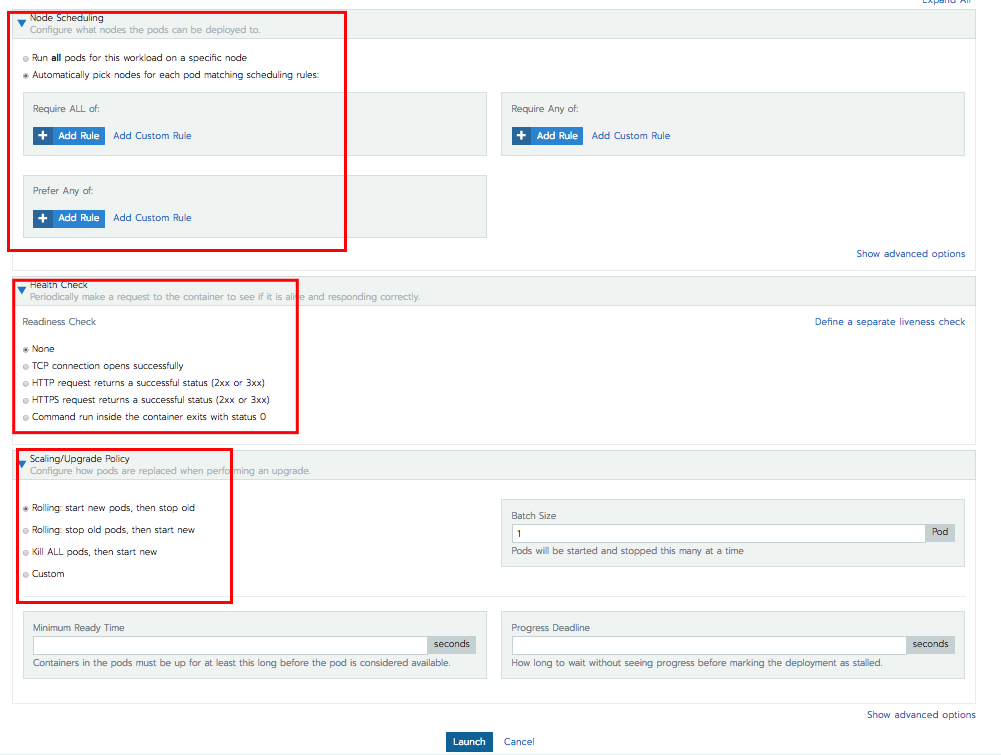 Expand All
Node Scheduling
Configure what nodes the pods can be deployed to.
Run all pods for this workload on a specific node
Automatically pick nodes for each pod matching scheduling rules:
Require ALL of:
+ Add Rule Add Custom Rule
Require Any of:
+ Add Rule Add Custom Rule
Prefer Any of:
+ Add Rule Add Custom Rule
Show advanced options
Health Check
Periodically make a request to the container to see if it is alive and responding correctly.
Readiness Check
Define a separate liveness check
None
TCP connection opens successfully
HTTP request returns a successful status (2xx or 3xx)
HTTPS request returns a successful status (2xx or 3xx)
Command run inside the container exits with status 0
Scaling/Upgrade Policy
Configure how pods are replaced when performing an upgrade.
Rolling: start new pods, then stop old
Rolling: stop old pods, then start new
Kill ALL pods, then start new
Custom
Batch Size
1 Pod
Pods will be started and stopped this many at a time
Minimum Ready Time
seconds
Containers in the pods must be up for at least this long before the pod is considered available.
Progress Deadline
seconds
How long to wait without seeing progress before marking the deployment as stalled.
Show advanced options
Launch Cancel